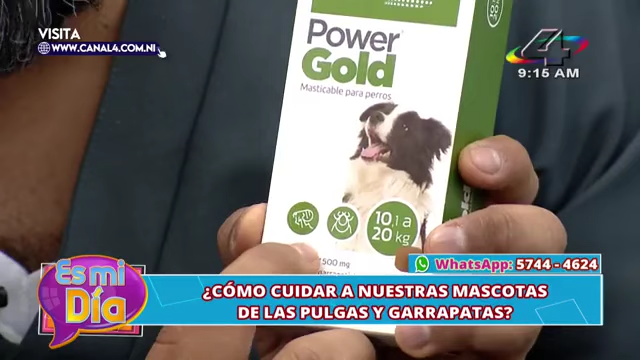 VISITA
WWW.CANAL4.COM.NI
4
9:15 AM
Power
Gold
Masticable para perros
10,1 a
20 kg
500 mg
WhatsApp: 5744 - 4624
Es mi
Día
¿CÓMO CUIDAR A NUESTRAS MASCOTAS
DE LAS PULGAS Y GARRAPATAS?